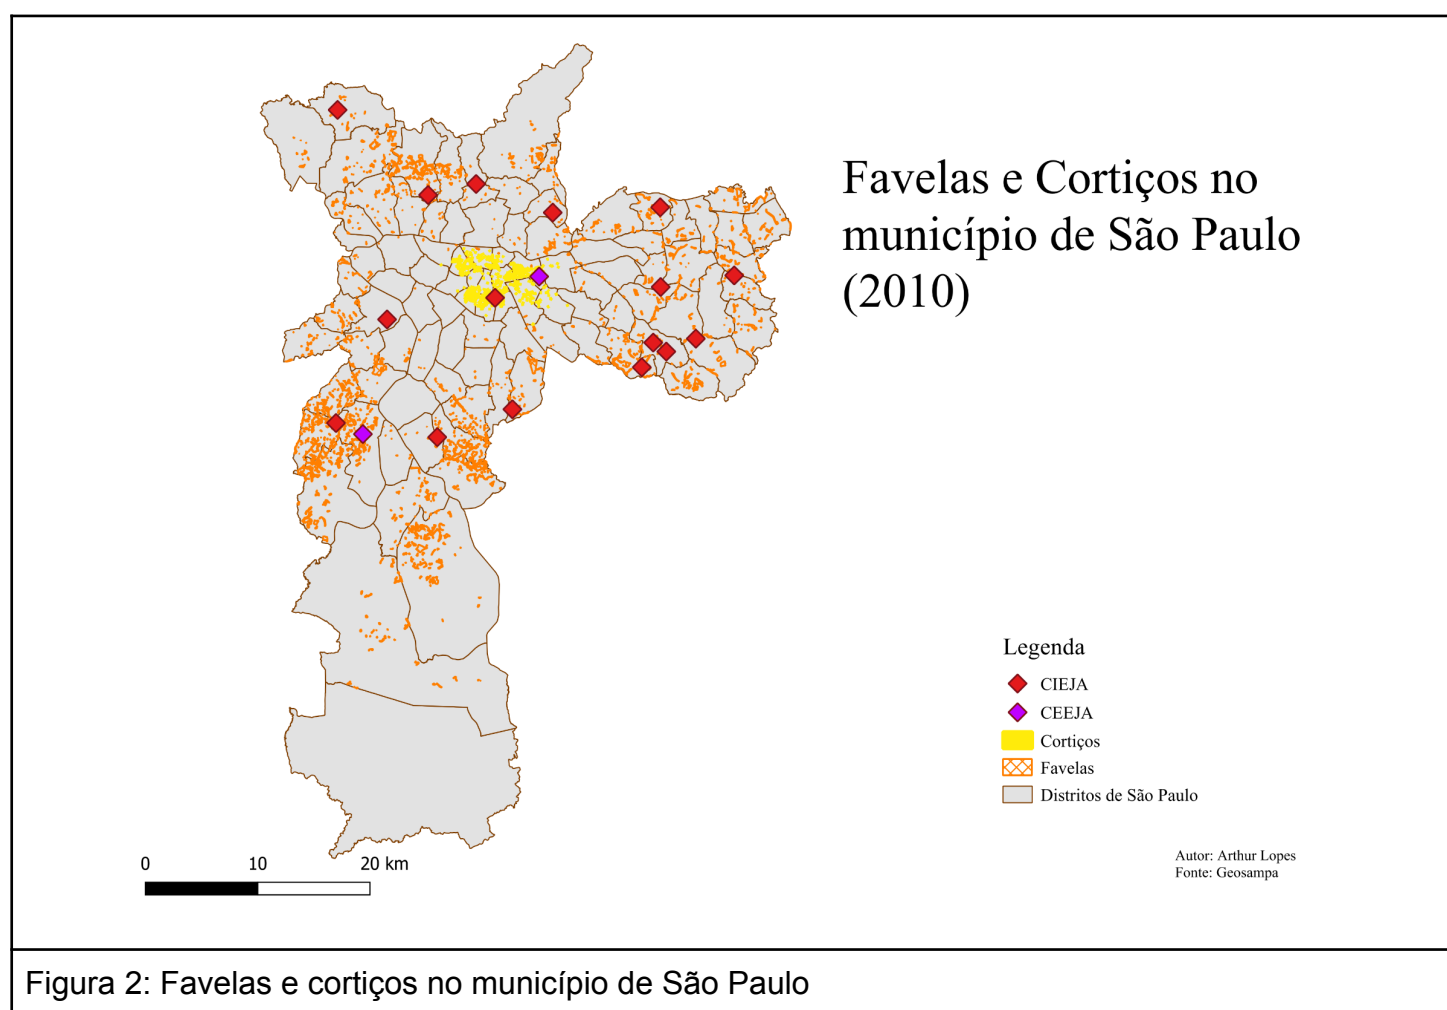 Favelas e Cortiços no
município de São Paulo
(2010)
Legenda
CIEJA
CEEJA
Cortiços
Favelas
Distritos de São Paulo
0 10 20 km
Autor: Arthur Lopes
Fonte: Geosampa
Figura 2: Favelas e cortiços no município de São Paulo